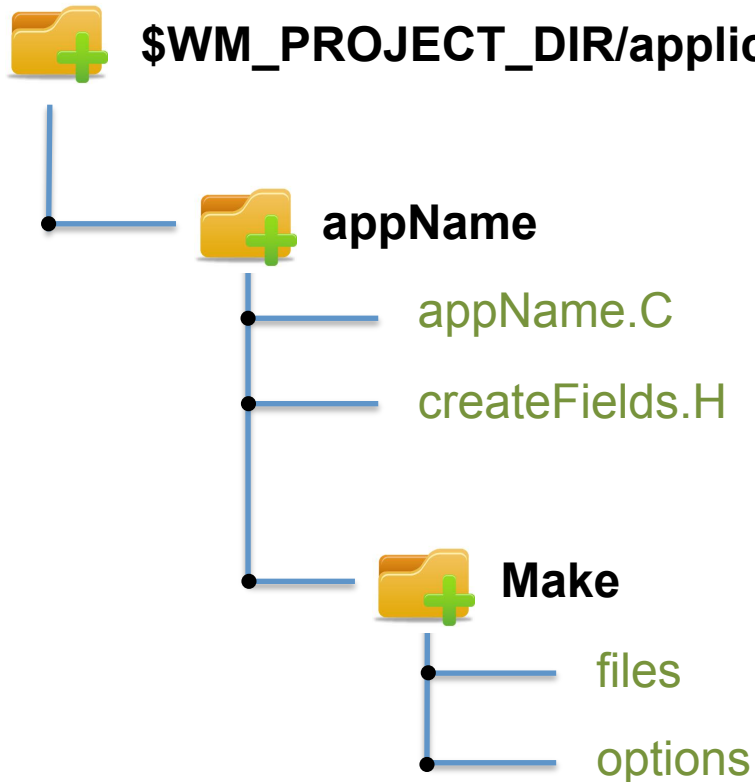 $WM_PROJECT_DIR/applic
appName
appName.C
createFields.H
Make
files
options